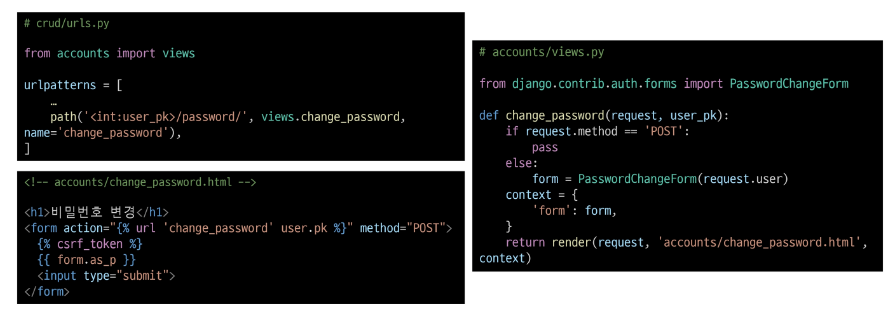 # crud/urls.py
from accounts import views
urlpatterns = [
…
path('<int:user_pk>/password/', views.change_password,
name='change_password'),
]
<!-- accounts/change_password.html -->
<h1>비밀번호 변경</h1>
<form action="{% url 'change_password' user.pk %}" method="POST">
{% csrf_token %}
{{ form.as_p }}
<input type="submit">
</form>
# accounts/views.py
from django.contrib.auth.forms import PasswordChangeForm
def change_password(request, user_pk):
if request.method == 'POST':
pass
else:
form = PasswordChangeForm(request.user)
context = {
'form': form,
}
return render(request, 'accounts/change_password.html',
context)